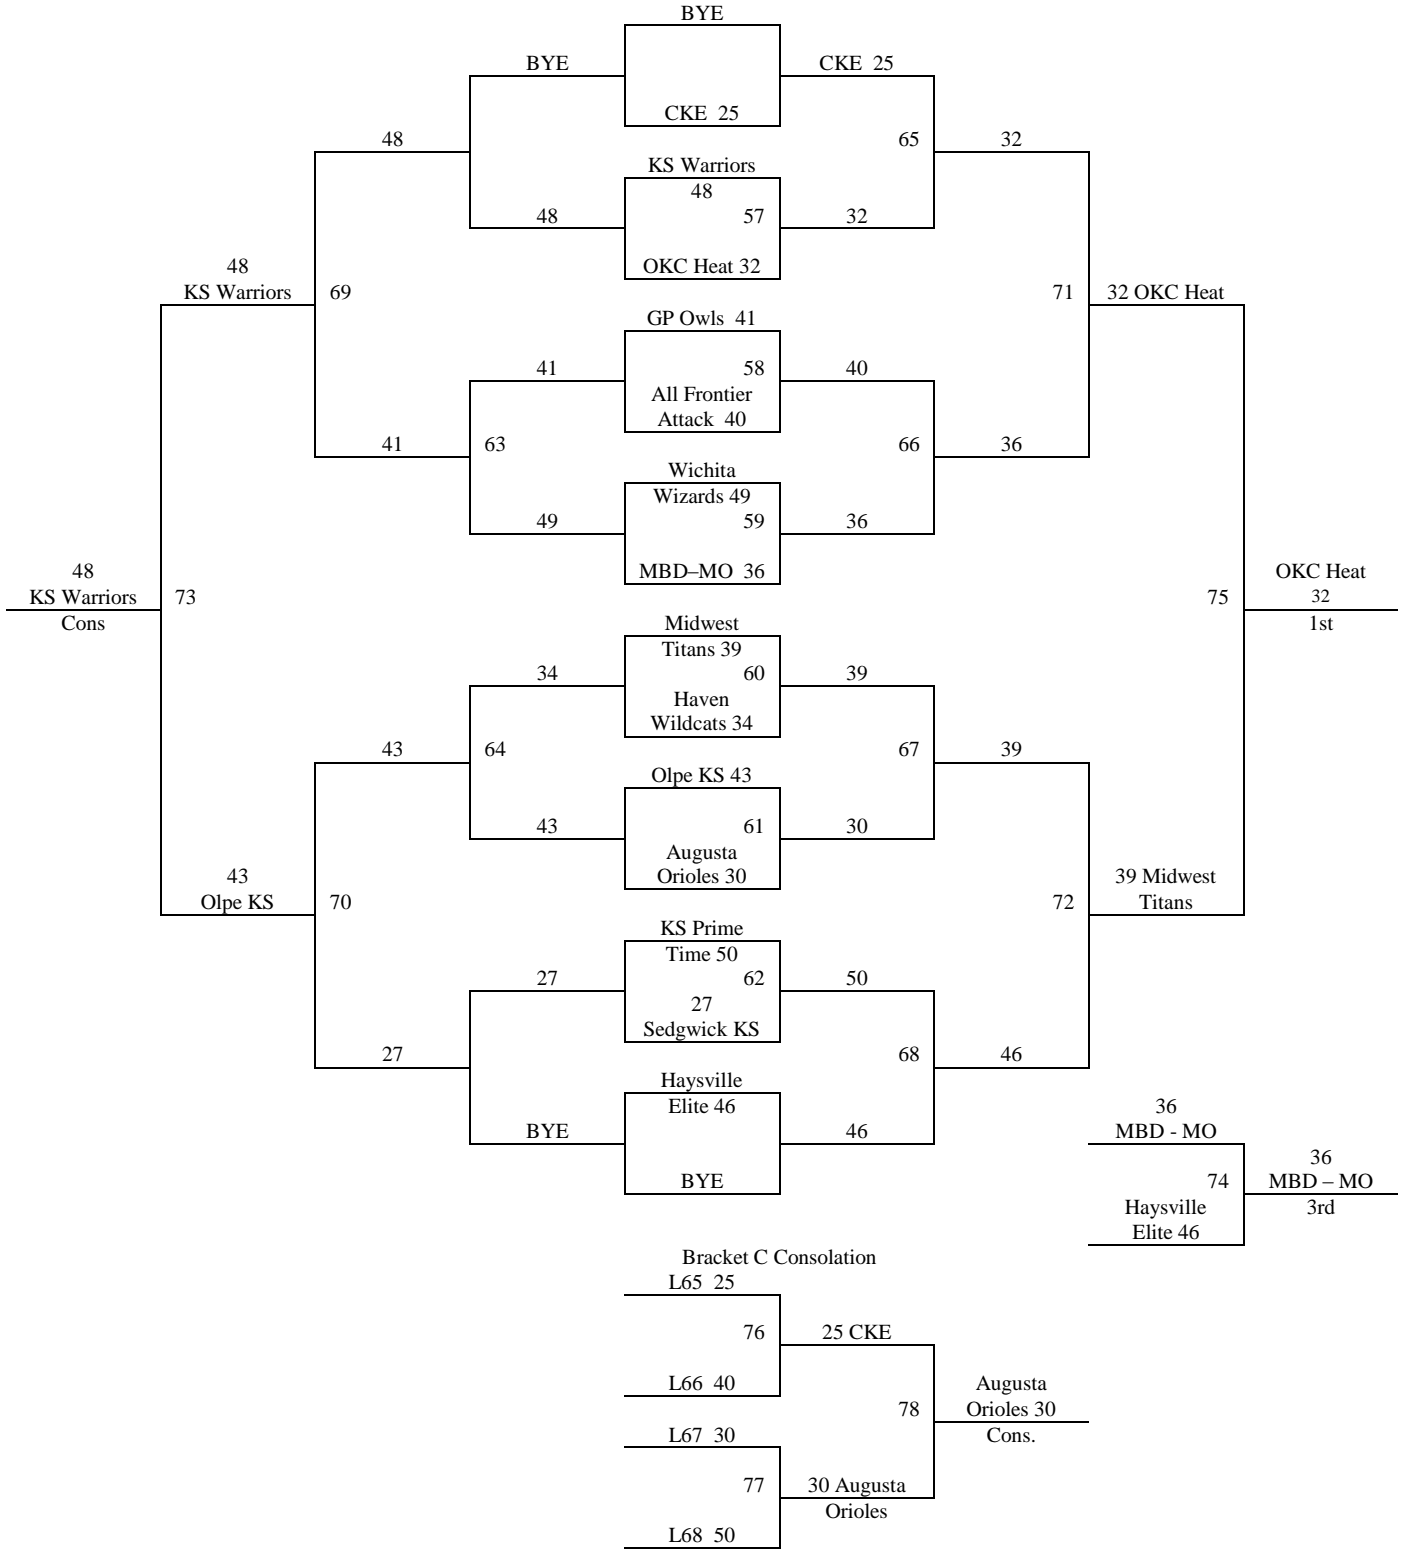 BYE
BYE
CKE 25
CKE 25
48
65
32
KS Warriors
48
48
57
32
OKC Heat 32
48
KS Warriors
69
71
32 OKC Heat
GP Owls 41
41
58
40
All Frontier
Attack 40
41
63
66
36
Wichita
Wizards 49
49
59
36
MBD–MO 36
48
KS Warriors
Cons
73
75
OKC Heat
32
1st
Midwest
Titans 39
34
60
39
Haven
Wildcats 34
43
64
67
39
Olpe KS 43
43
61
30
Augusta
Orioles 30
43
Olpe KS
70
72
39 Midwest
Titans
KS Prime
Time 50
27
62
50
27
Sedgwick KS
27
68
46
Haysville
Elite 46
BYE
46
BYE
36
MBD - MO
74
Haysville
Elite 46
36
MBD – MO
3rd
Bracket C Consolation
L65 25
76
25 CKE
L66 40
78
Augusta
Orioles 30
Cons.
L67 30
77
30 Augusta
Orioles
L68 50